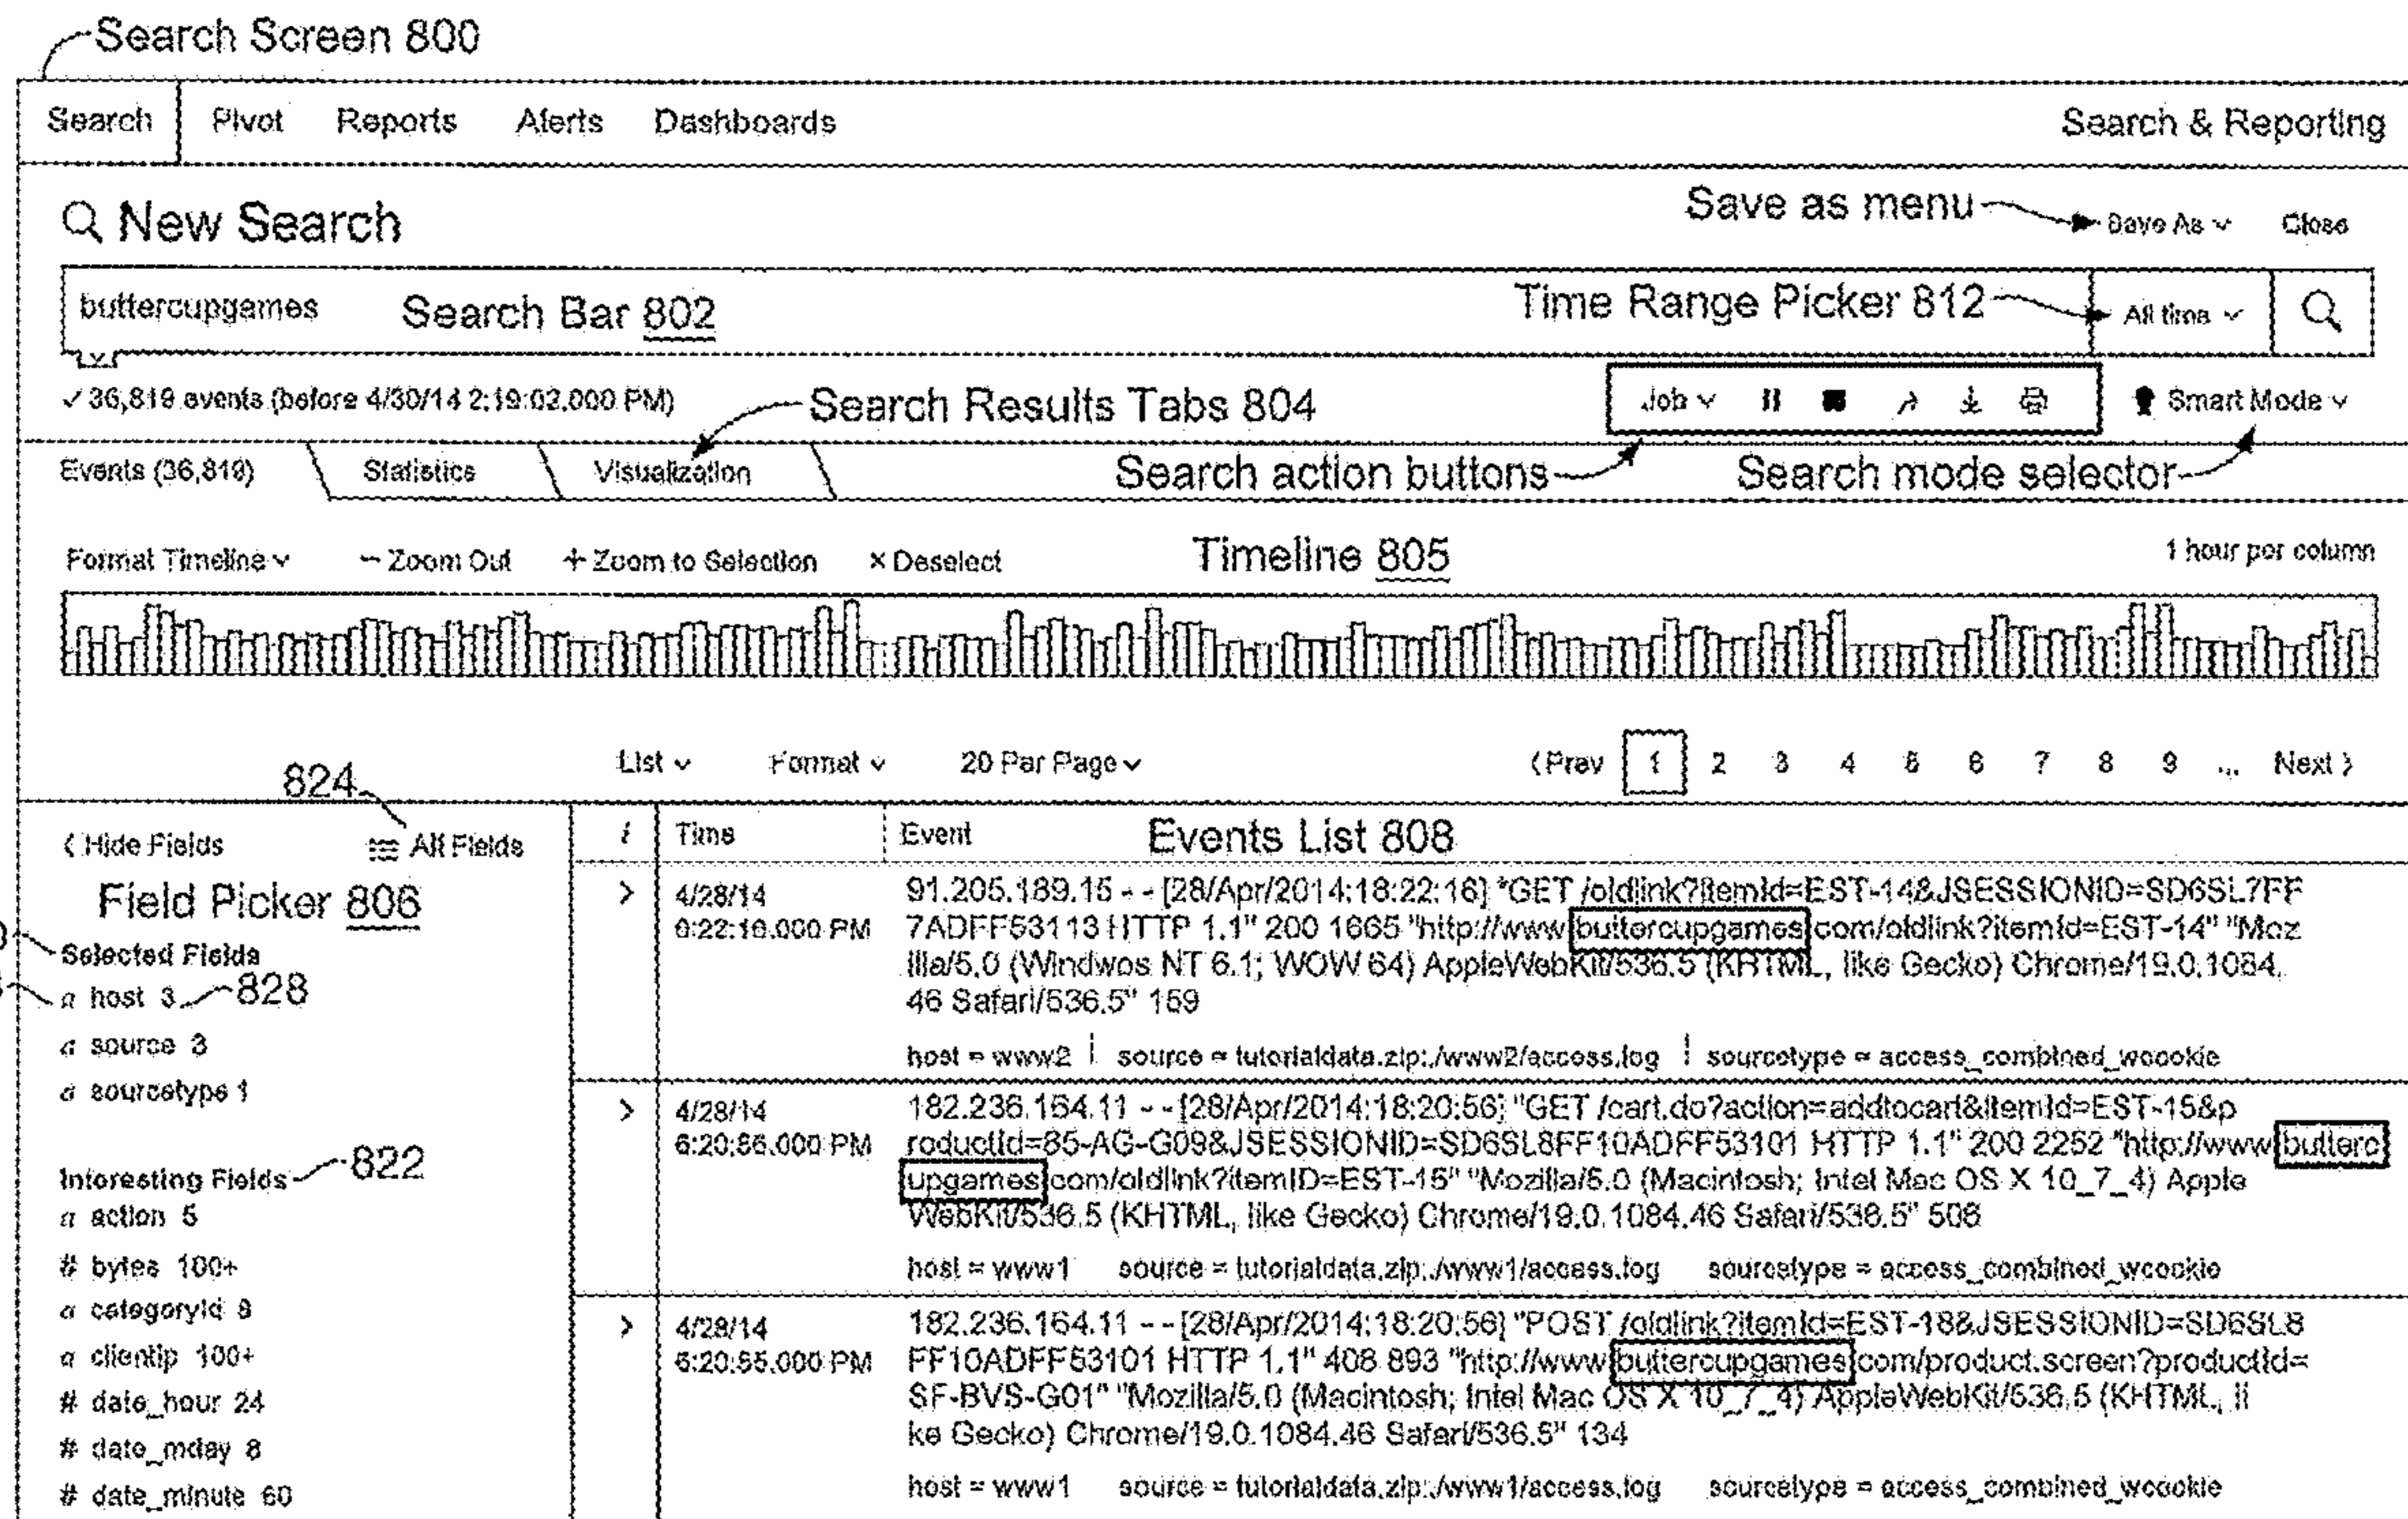 Search Screen 800
Search Pivot Reports Alerts Dashboards Search & Reporting
Save as menu
New Search Save As Close
buttercupgames Search Bar 802 Time Range Picker 812 All time
36,819 events (before 4/30/14 2:19:02.000 PM) Search Results Tabs 804 Job Smart Mode
Events (36,819) Statistics Visualization Search action buttons Search mode selector
Format Timeline – Zoom Out + Zoom to Selection × Deselect Timeline 805 1 hour per column
List Format 20 Per Page < Prev 1 2 3 4 5 6 7 8 9 ... Next >
824
< Hide Fields All Fields
Field Picker 806
Selected Fields
a host 3 828
a source 3
a sourcetype 1
Interesting Fields 822
a action 5
# bytes 100+
a categoryId 8
a clientip 100+
# date_hour 24
# date_mday 8
# date_minute 60
i Time Event Events List 808
> 4/28/14 91.205.189.15 - - [28/Apr/2014:18:22:16] "GET /oldlink?itemId=EST-14&JSESSIONID=SD6SL7FF
6:22:16.000 PM 7ADFF53113 HTTP 1.1" 200 1665 "http://www.buttercupgames.com/oldlink?itemId=EST-14" "Moz
illa/5.0 (Windwos NT 6.1; WOW 64) AppleWebKit/536.5 (KHTML, like Gecko) Chrome/19.0.1084.
46 Safari/536.5" 159
host = www2 source = tutorialdata.zip:./www2/access.log sourcetype = access_combined_wcookie
> 4/28/14 182.236.164.11 - - [28/Apr/2014:18:20:56] "GET /cart.do?action=addtocart&itemId=EST-15&p
6:20:56.000 PM roductId=85-AG-G09&JSESSIONID=SD6SL8FF10ADFF53101 HTTP 1.1" 200 2252 "http://www.butterc
upgames.com/oldlink?itemID=EST-15" "Mozilla/5.0 (Macintosh; Intel Mac OS X 10_7_4) Apple
WebKit/536.5 (KHTML, like Gecko) Chrome/19.0.1084.46 Safari/536.5" 506
host = www1 source = tutorialdata.zip:./www1/access.log sourcetype = access_combined_wcookie
> 4/28/14 182.236.164.11 - - [28/Apr/2014:18:20:56] "POST /oldlink?itemId=EST-18&JSESSIONID=SD6SL8
6:20:55.000 PM FF10ADFF53101 HTTP 1.1" 408 893 "http://www.buttercupgames.com/product.screen?productId=
SF-BVS-G01" "Mozilla/5.0 (Macintosh; Intel Mac OS X 10_7_4) AppleWebKit/536.5 (KHTML, li
ke Gecko) Chrome/19.0.1084.46 Safari/536.5" 134
host = www1 source = tutorialdata.zip:./www1/access.log sourcetype = access_combined_wcookie